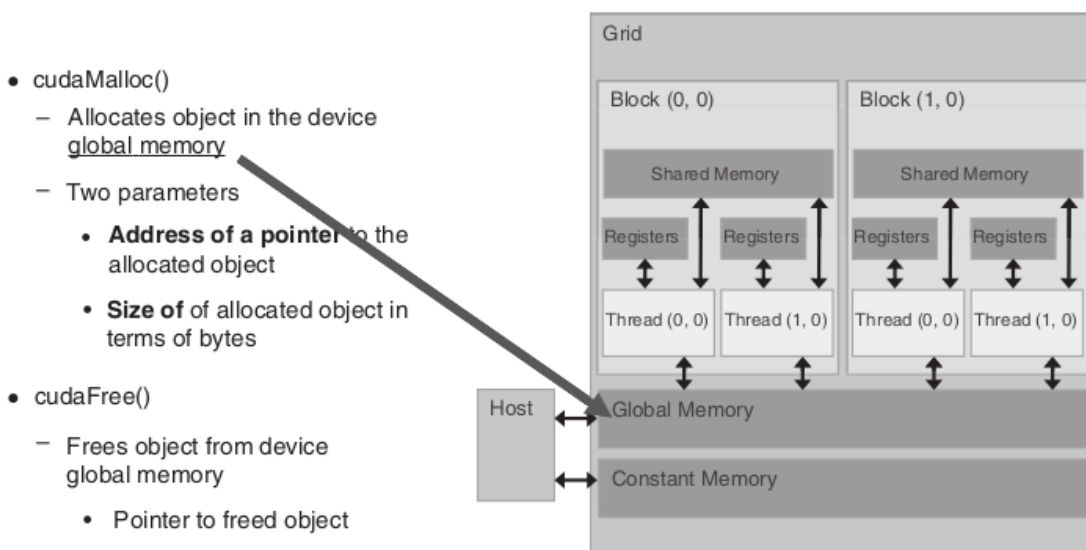 • cudaMalloc()
– Allocates object in the device
global memory
– Two parameters
• Address of a pointer to the
allocated object
• Size of of allocated object in
terms of bytes
• cudaFree()
– Frees object from device
global memory
• Pointer to freed object
Grid
Block (0, 0)
Shared Memory
Registers
Registers
Thread (0, 0)
Thread (1, 0)
Block (1, 0)
Shared Memory
Registers
Registers
Thread (0, 0)
Thread (1, 0)
Host
Global Memory
Constant Memory